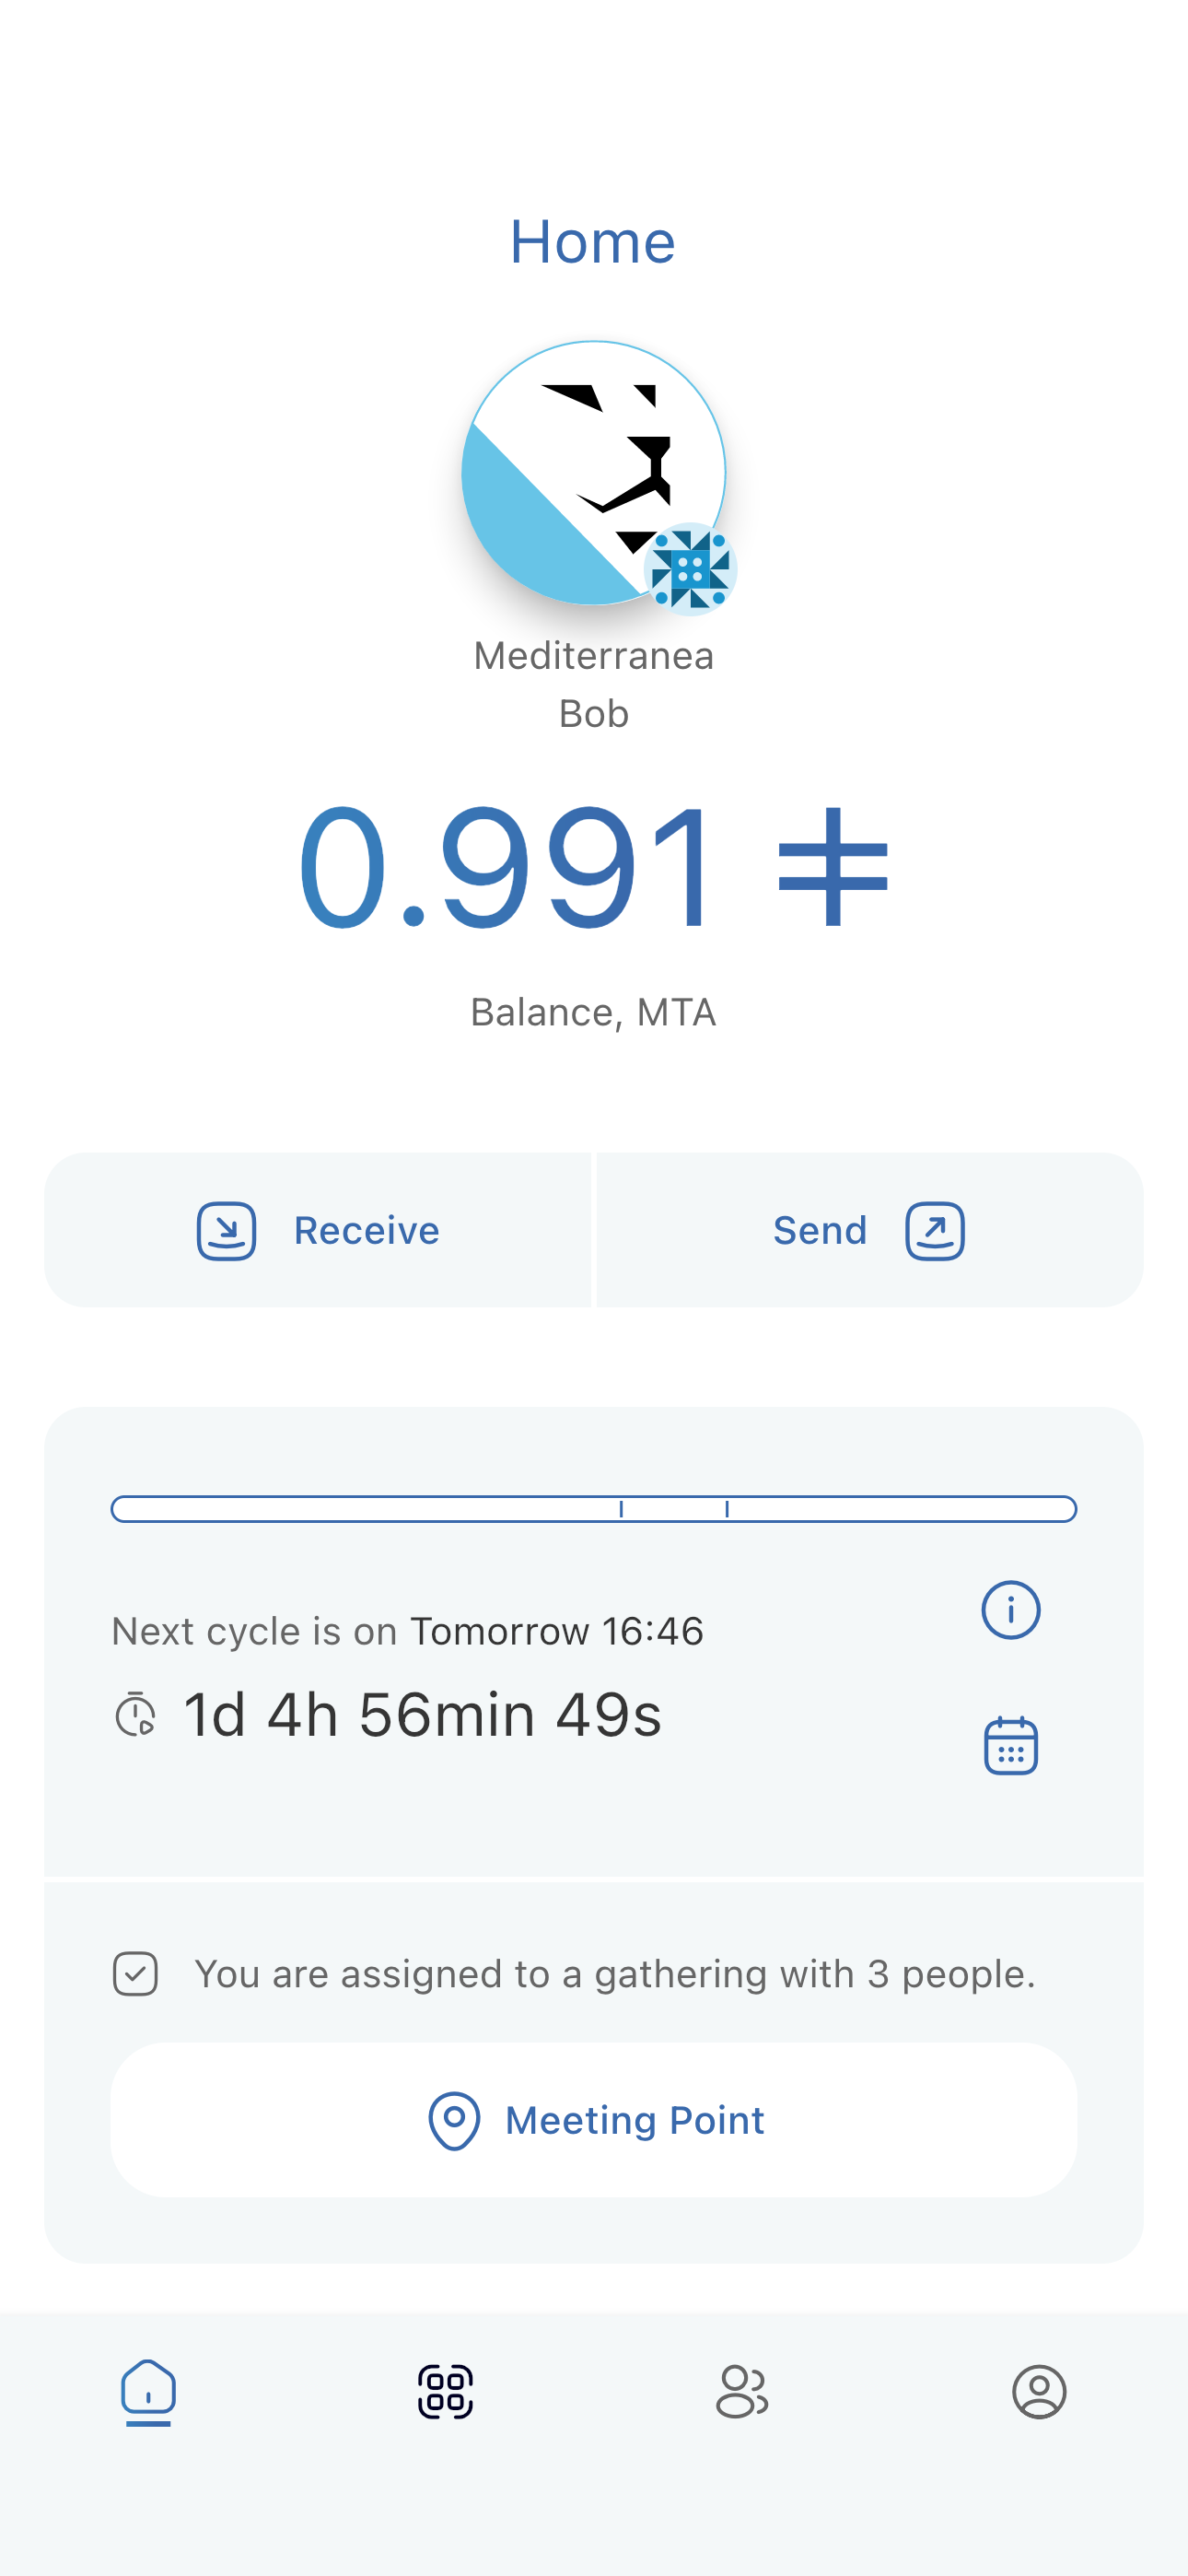 Home
Mediterranea
Bob
0.991 ␩
Balance, MTA
Receive
Send
Next cycle is on Tomorrow 16:46
1d 4h 56min 49s
You are assigned to a gathering with 3 people.
Meeting Point